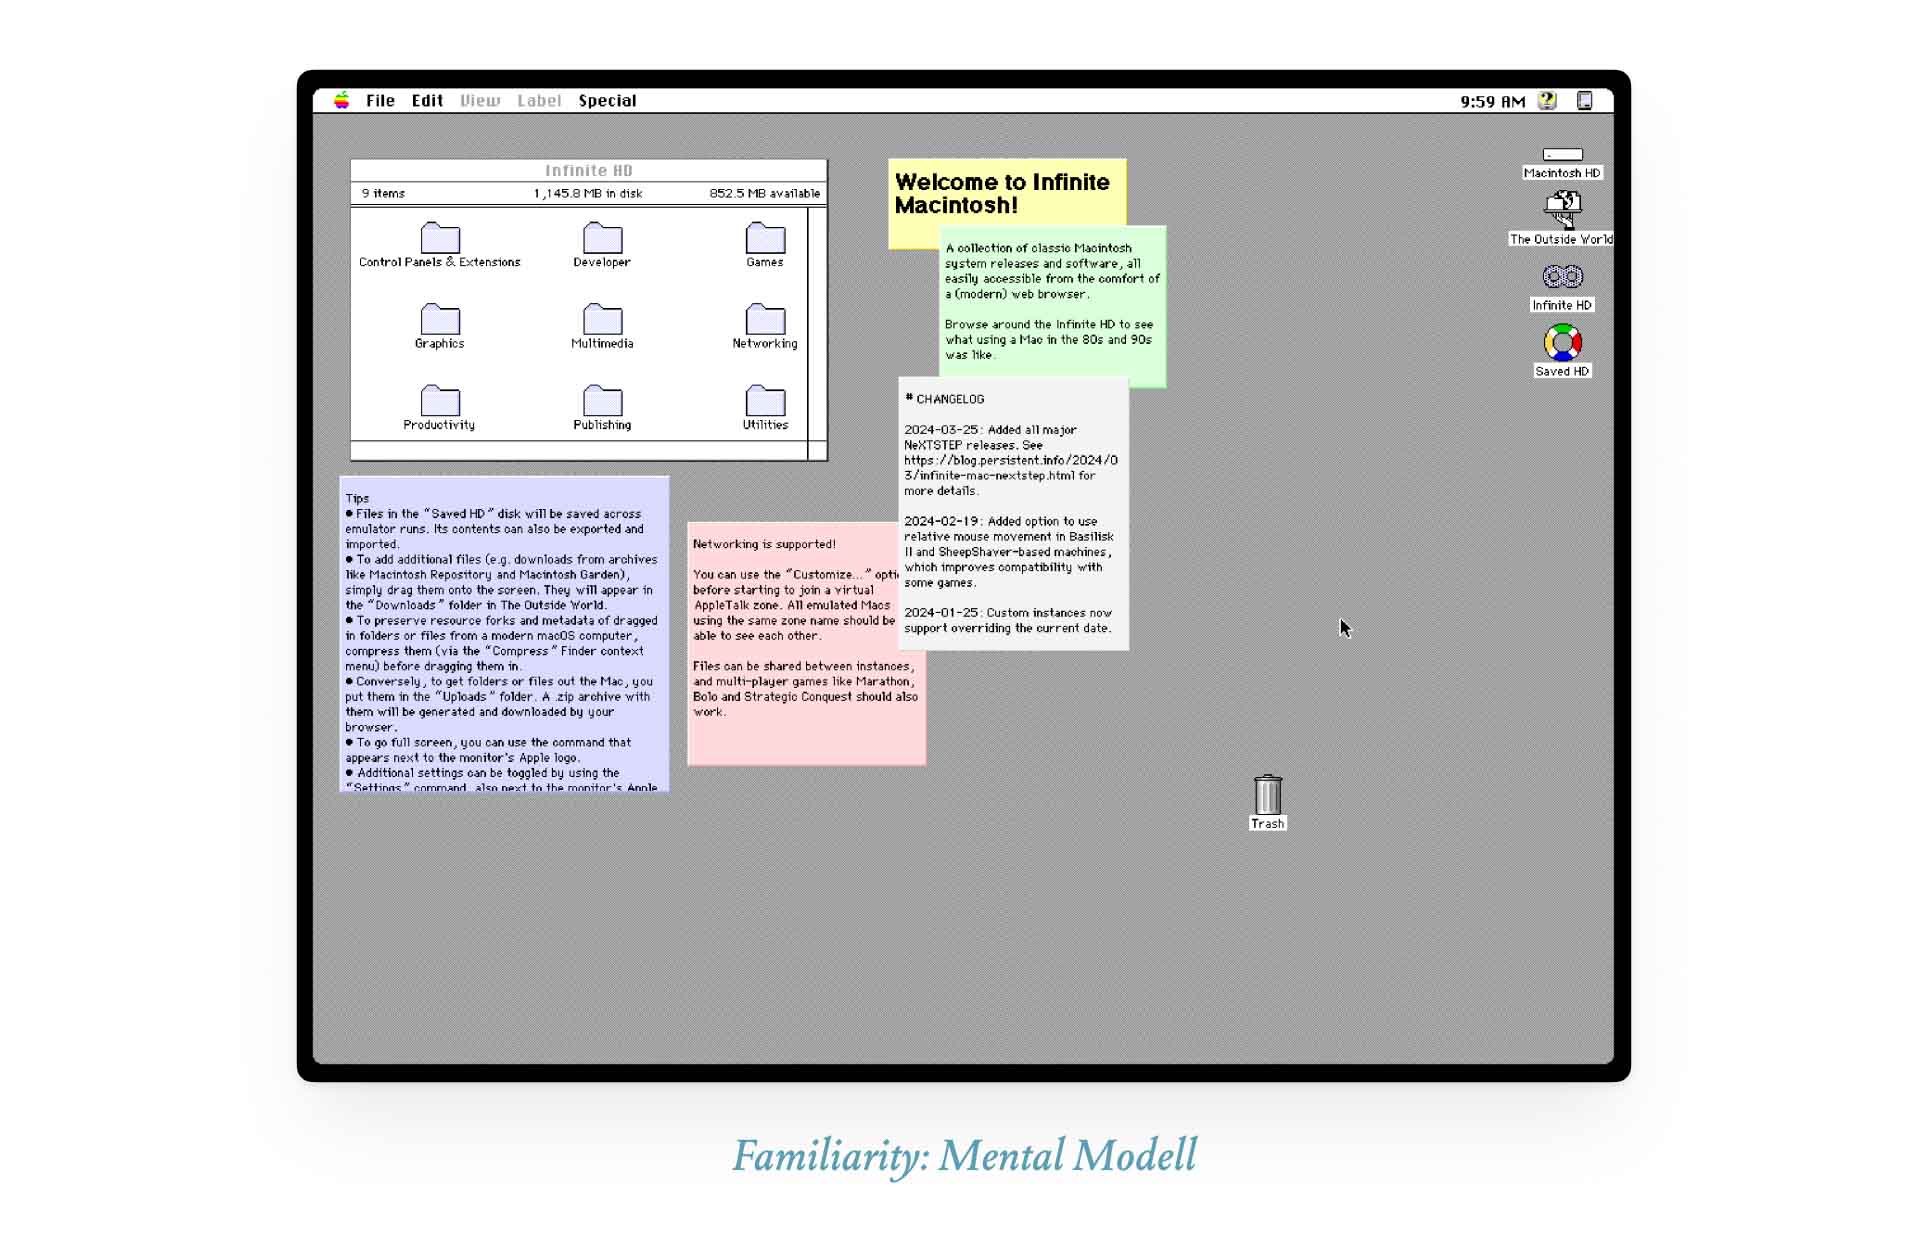 File Edit View Label Special 9:59 AM
Infinite HD
9 items 1,145.8 MB in disk 852.5 MB available
Control Panels & Extensions Developer Games
Graphics Multimedia Networking
Productivity Publishing Utilities
Welcome to Infinite
Macintosh!
A collection of classic Macintosh
system releases and software, all
easily accessible from the comfort of
a (modern) web browser.
Browse around the Infinite HD to see
what using a Mac in the 80s and 90s
was like.
# CHANGELOG
2024-03-25: Added all major
NeXTSTEP releases. See
https://blog.persistent.info/2024/0
3/infinite-mac-nextstep.html for
more details.
2024-02-19: Added option to use
relative mouse movement in Basilisk
II and SheepShaver-based machines,
which improves compatibility with
some games.
2024-01-25: Custom instances now
support overriding the current date.
Macintosh HD
The Outside World
Infinite HD
Saved HD
Tips
● Files in the “Saved HD” disk will be saved across
emulator runs. Its contents can also be exported and
imported.
● To add additional files (e.g. downloads from archives
like Macintosh Repository and Macintosh Garden),
simply drag them onto the screen. They will appear in
the “Downloads” folder in The Outside World.
● To preserve resource forks and metadata of dragged
in folders or files from a modern macOS computer,
compress them (via the “Compress” Finder context
menu) before dragging them in.
● Conversely, to get folders or files out the Mac, you
put them in the “Uploads” folder. A .zip archive with
them will be generated and downloaded by your
browser.
● To go full screen, you can use the command that
appears next to the monitor's Apple logo.
● Additional settings can be toggled by using the
“Settings” command, also next to the monitor's Apple
Networking is supported!
You can use the “Customize...” opti
before starting to join a virtual
AppleTalk zone. All emulated Macs
using the same zone name should be
able to see each other.
Files can be shared between instances,
and multi-player games like Marathon,
Bolo and Strategic Conquest should also
work.
Trash
Familiarity: Mental Modell